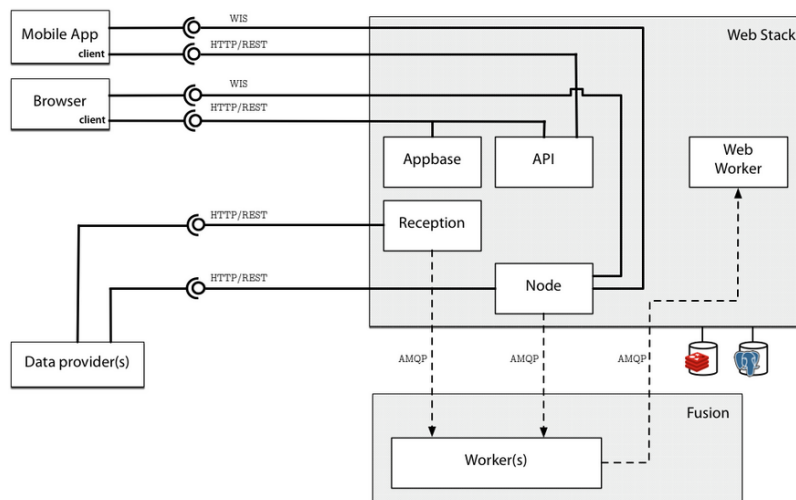 Mobile App
client
WIS
HTTP/REST
Web Stack
Browser
client
WIS
HTTP/REST
Appbase
API
Web
Worker
HTTP/REST
Reception
HTTP/REST
Node
Data provider(s)
AMQP
AMQP
AMQP
Fusion
Worker(s)